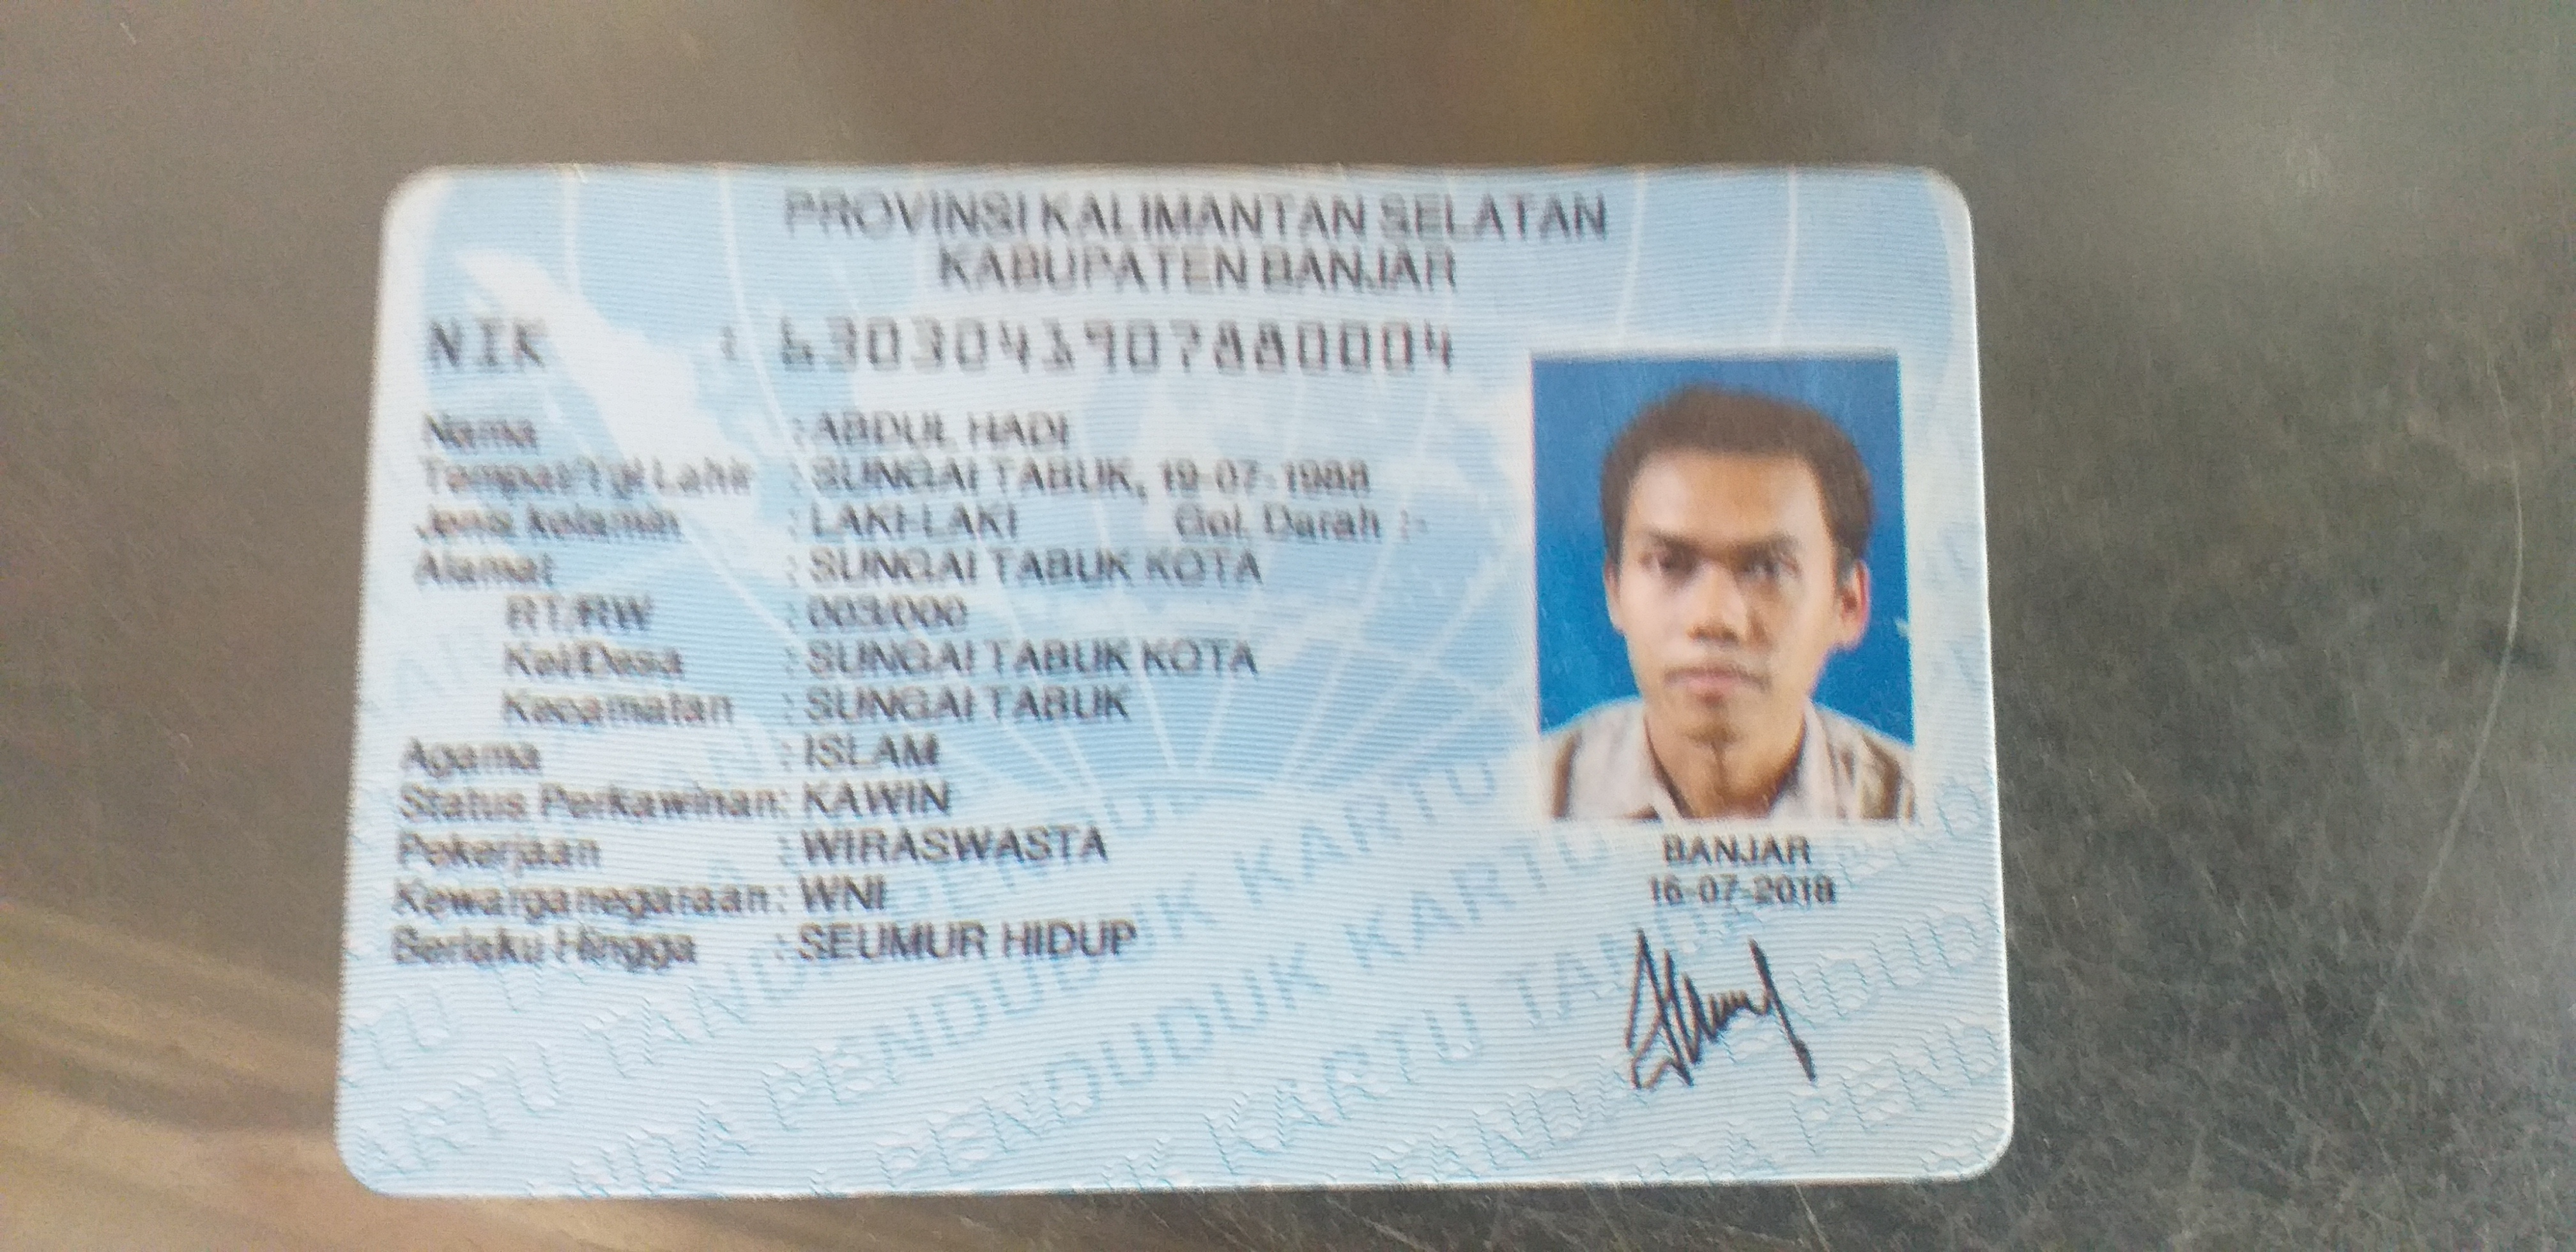 PROVINSI KALIMANTAN SELATAN
KABUPATEN BANJAR
NIK : 6303041907880004
Nama : ABDUL HADI
Tempat/Tgl Lahir : SUNGAI TABUK, 19-07-1988
Jenis Kelamin : LAKI-LAKI Gol. Darah : -
Alamat : SUNGAI TABUK KOTA
RT/RW : 003/000
Kel/Desa : SUNGAI TABUK KOTA
Kecamatan : SUNGAI TABUK
Agama : ISLAM
Status Perkawinan: KAWIN
Pekerjaan : WIRASWASTA
Kewarganegaraan: WNI
Berlaku Hingga : SEUMUR HIDUP
BANJAR
16-07-2018